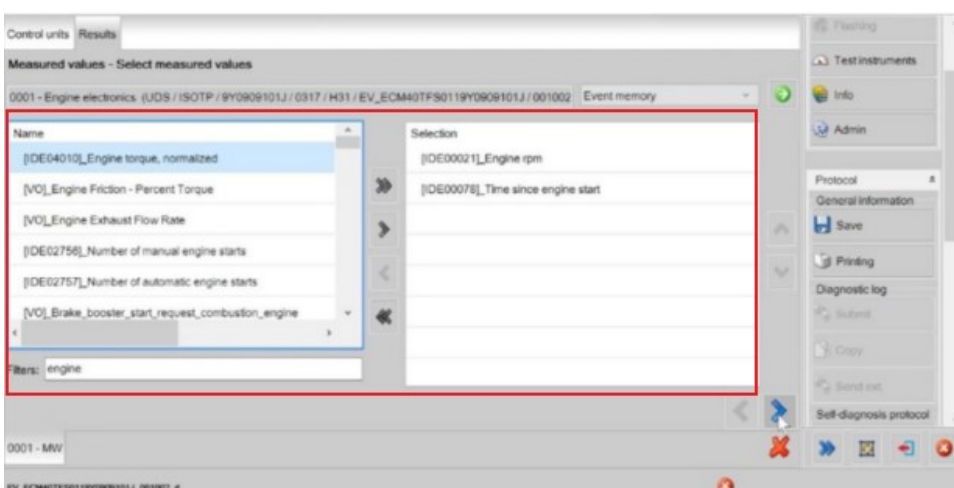 Control units Results
Measured values - Select measured values
0001 - Engine electronics (UDS / ISOTP / 9Y0909101J / 0317 / H31 / EV_ECM40TFS0119Y0909101J / 001002 Event memory
Name
[IDE04010]_Engine torque, normalized
[VO]_Engine Friction - Percent Torque
[VO]_Engine Exhaust Flow Rate
[IDE02756]_Number of manual engine starts
[IDE02757]_Number of automatic engine starts
[VO]_Brake_booster_start_request_combustion_engine
Filters: engine
Selection
[IDE00021]_Engine rpm
[IDE00078]_Time since engine start
0001 - MW
EV_ECM40TFS0119Y0909101J_001002
Flashing
Test instruments
Info
Admin
Protocol
General information
Save
Printing
Diagnostic log
Submit
Copy
Send ext.
Self-diagnosis protocol